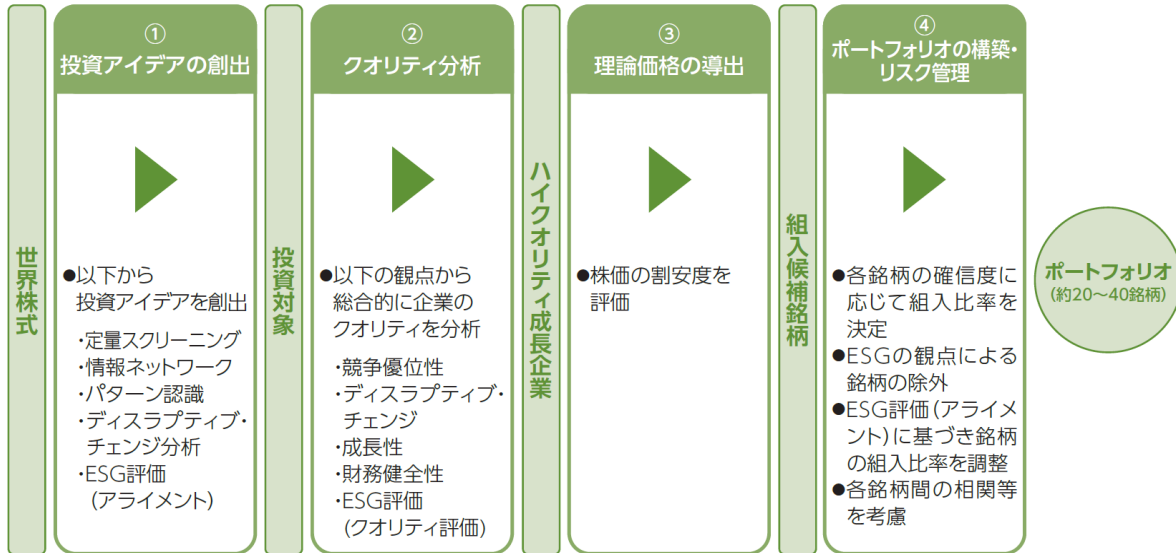 世界株式
①
投資アイデアの創出
●以下から
投資アイデアを創出
・定量スクリーニング
・情報ネットワーク
・パターン認識
・ディスラプティブ・
チェンジ分析
・ESG評価
(アライメント)
投資対象
②
クオリティ分析
●以下の観点から
総合的に企業の
クオリティを分析
・競争優位性
・ディスラプティブ・
チェンジ
・成長性
・財務健全性
・ESG評価
(クオリティ評価)
ハイクオリティ成長企業
③
理論価格の導出
●株価の割安度を
評価
組入候補銘柄
④
ポートフォリオの構築・
リスク管理
●各銘柄の確信度に
応じて組入比率を
決定
●ESGの観点による
銘柄の除外
●ESG評価(アライメ
ント)に基づき銘柄
の組入比率を調整
●各銘柄間の相関等
を考慮
ポートフォリオ
(約20〜40銘柄)